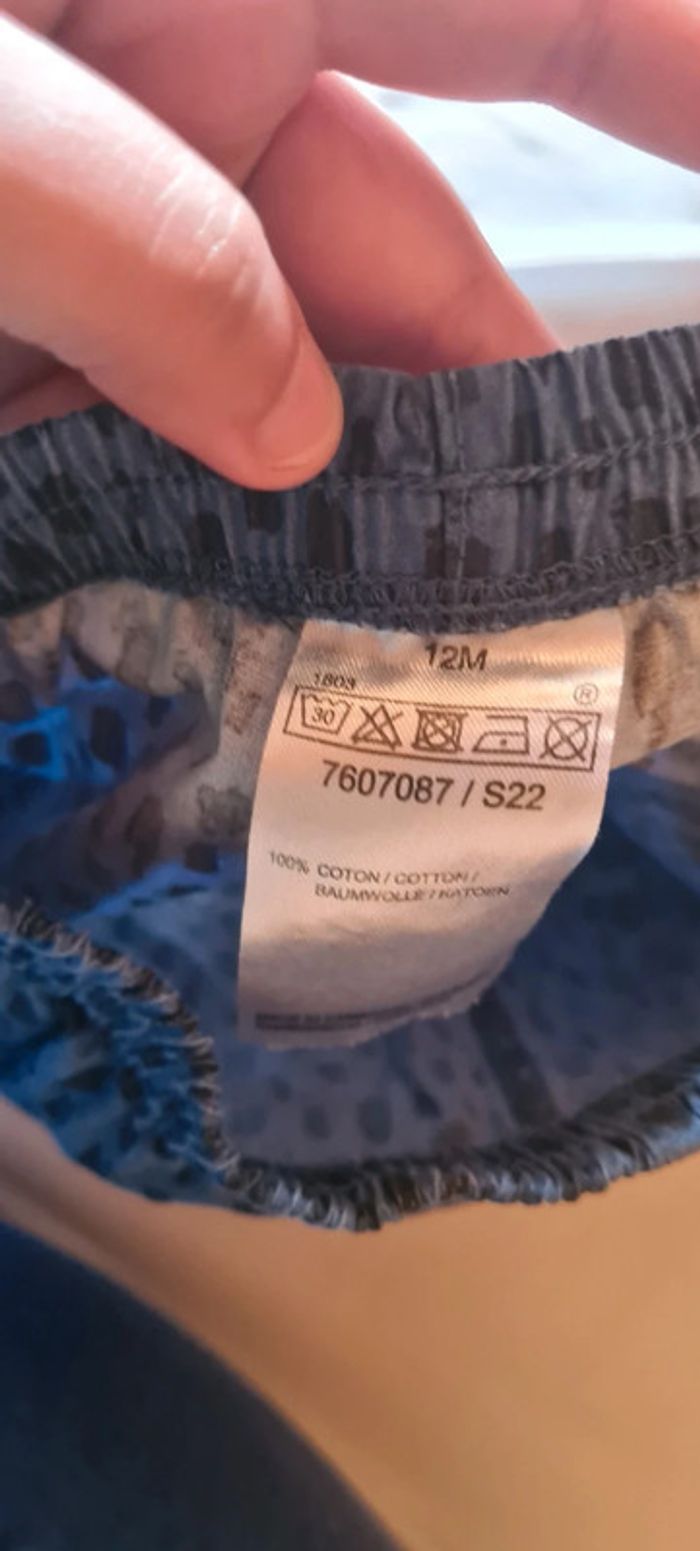 12M
1803
®
30
7607087 / S22
100% COTON / COTTON /
BAUMWOLLE / KATOEN